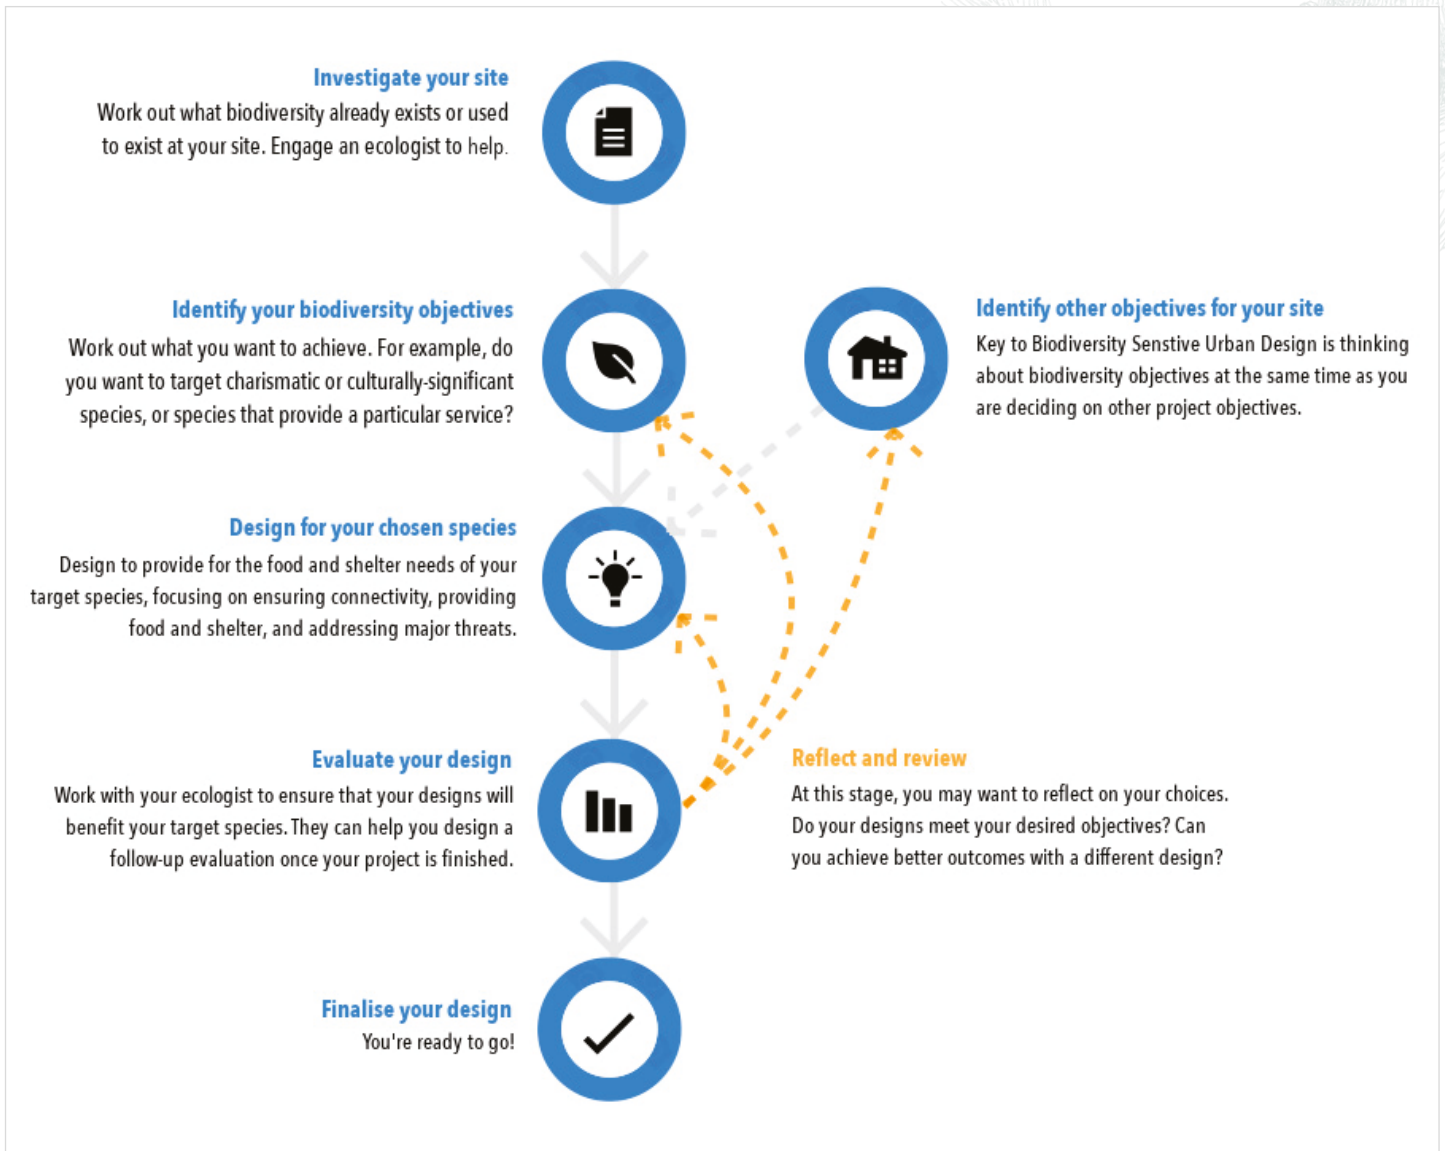 Investigate your site
Work out what biodiversity already exists or used
to exist at your site. Engage an ecologist to help.
Identify your biodiversity objectives
Work out what you want to achieve. For example, do
you want to target charismatic or culturally-significant
species, or species that provide a particular service?
Identify other objectives for your site
Key to Biodiversity Senstive Urban Design is thinking
about biodiversity objectives at the same time as you
are deciding on other project objectives.
Design for your chosen species
Design to provide for the food and shelter needs of your
target species, focusing on ensuring connectivity, providing
food and shelter, and addressing major threats.
Evaluate your design
Work with your ecologist to ensure that your designs will
benefit your target species. They can help you design a
follow-up evaluation once your project is finished.
Reflect and review
At this stage, you may want to reflect on your choices.
Do your designs meet your desired objectives? Can
you achieve better outcomes with a different design?
Finalise your design
You're ready to go!